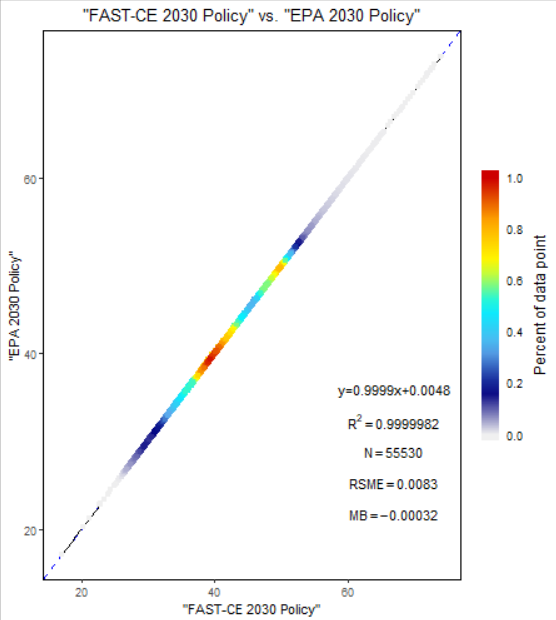 "FAST-CE 2030 Policy" vs. "EPA 2030 Policy"
60
40
20
"EPA 2030 Policy"
y=0.9999x+0.0048
R² = 0.9999982
N = 55530
RSME = 0.0083
MB = −0.00032
20 40 60
"FAST-CE 2030 Policy"
1.0
0.8
0.6
0.4
0.2
0.0
Percent of data point